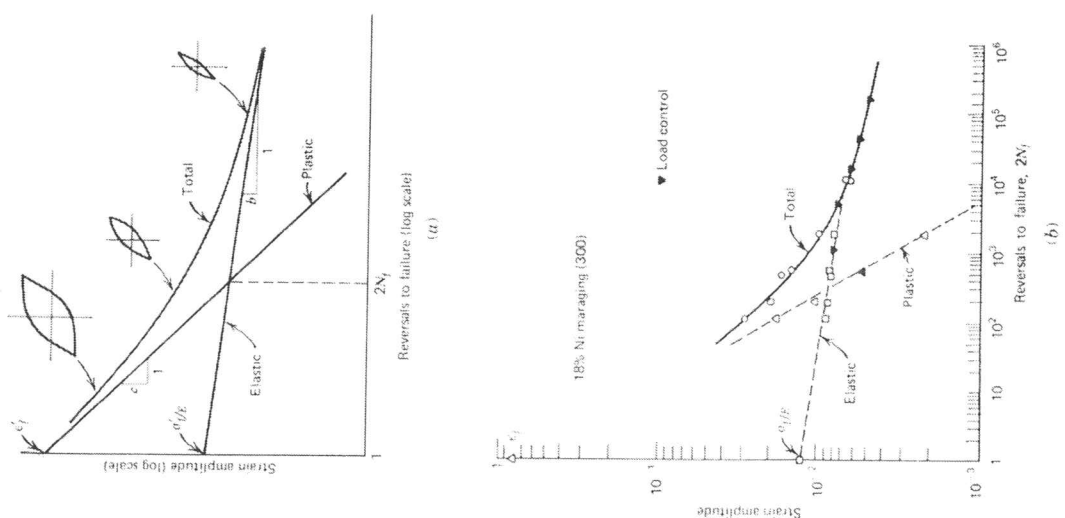 Strain amplitude (log scale)
ε'f
c
1
Total
σ'f/E
Elastic
b
1
Plastic
1
2Nf
Reversals to failure (log scale)
(a)
Strain amplitude
1
10⁻¹
10⁻²
10⁻³
εf
18% Ni maraging (300)
▼ Load control
Total
σf/E
Elastic
Plastic
1
10
10²
10³
10⁴
10⁵
10⁶
Reversals to failure, 2Nf
(b)